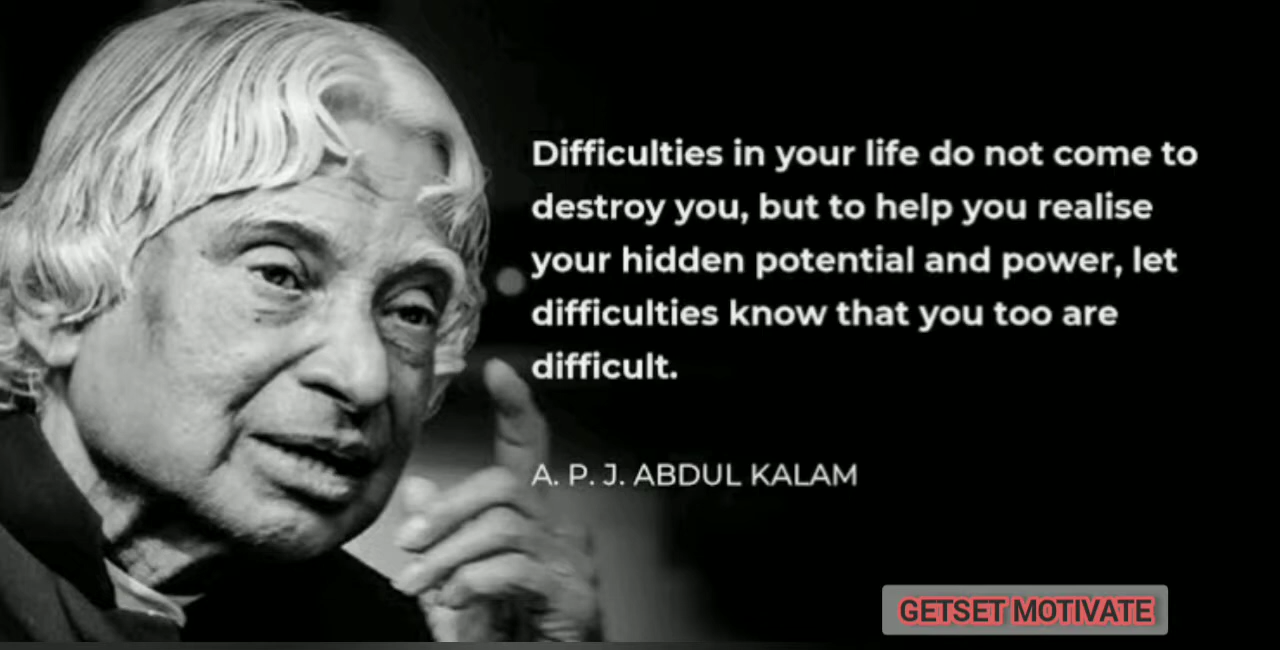 Difficulties in your life do not come to
destroy you, but to help you realise
your hidden potential and power, let
difficulties know that you too are
difficult.
A. P. J. ABDUL KALAM
GETSET MOTIVATE